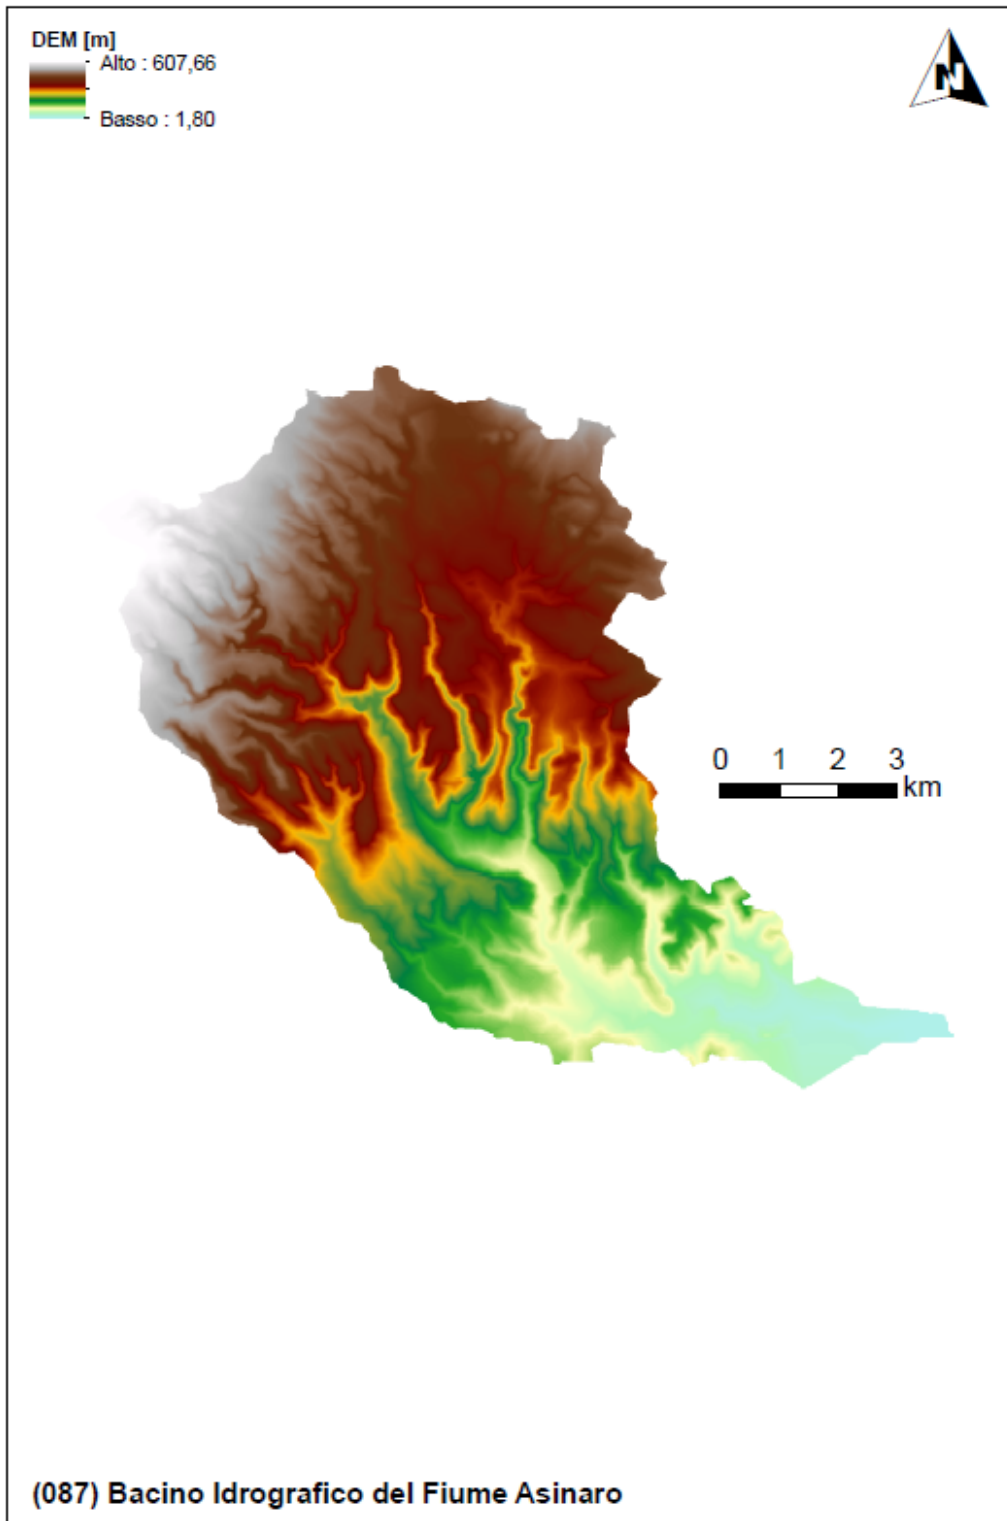 DEM [m]
Alto : 607,66
Basso : 1,80
N
0 1 2 3
km
(087) Bacino Idrografico del Fiume Asinaro